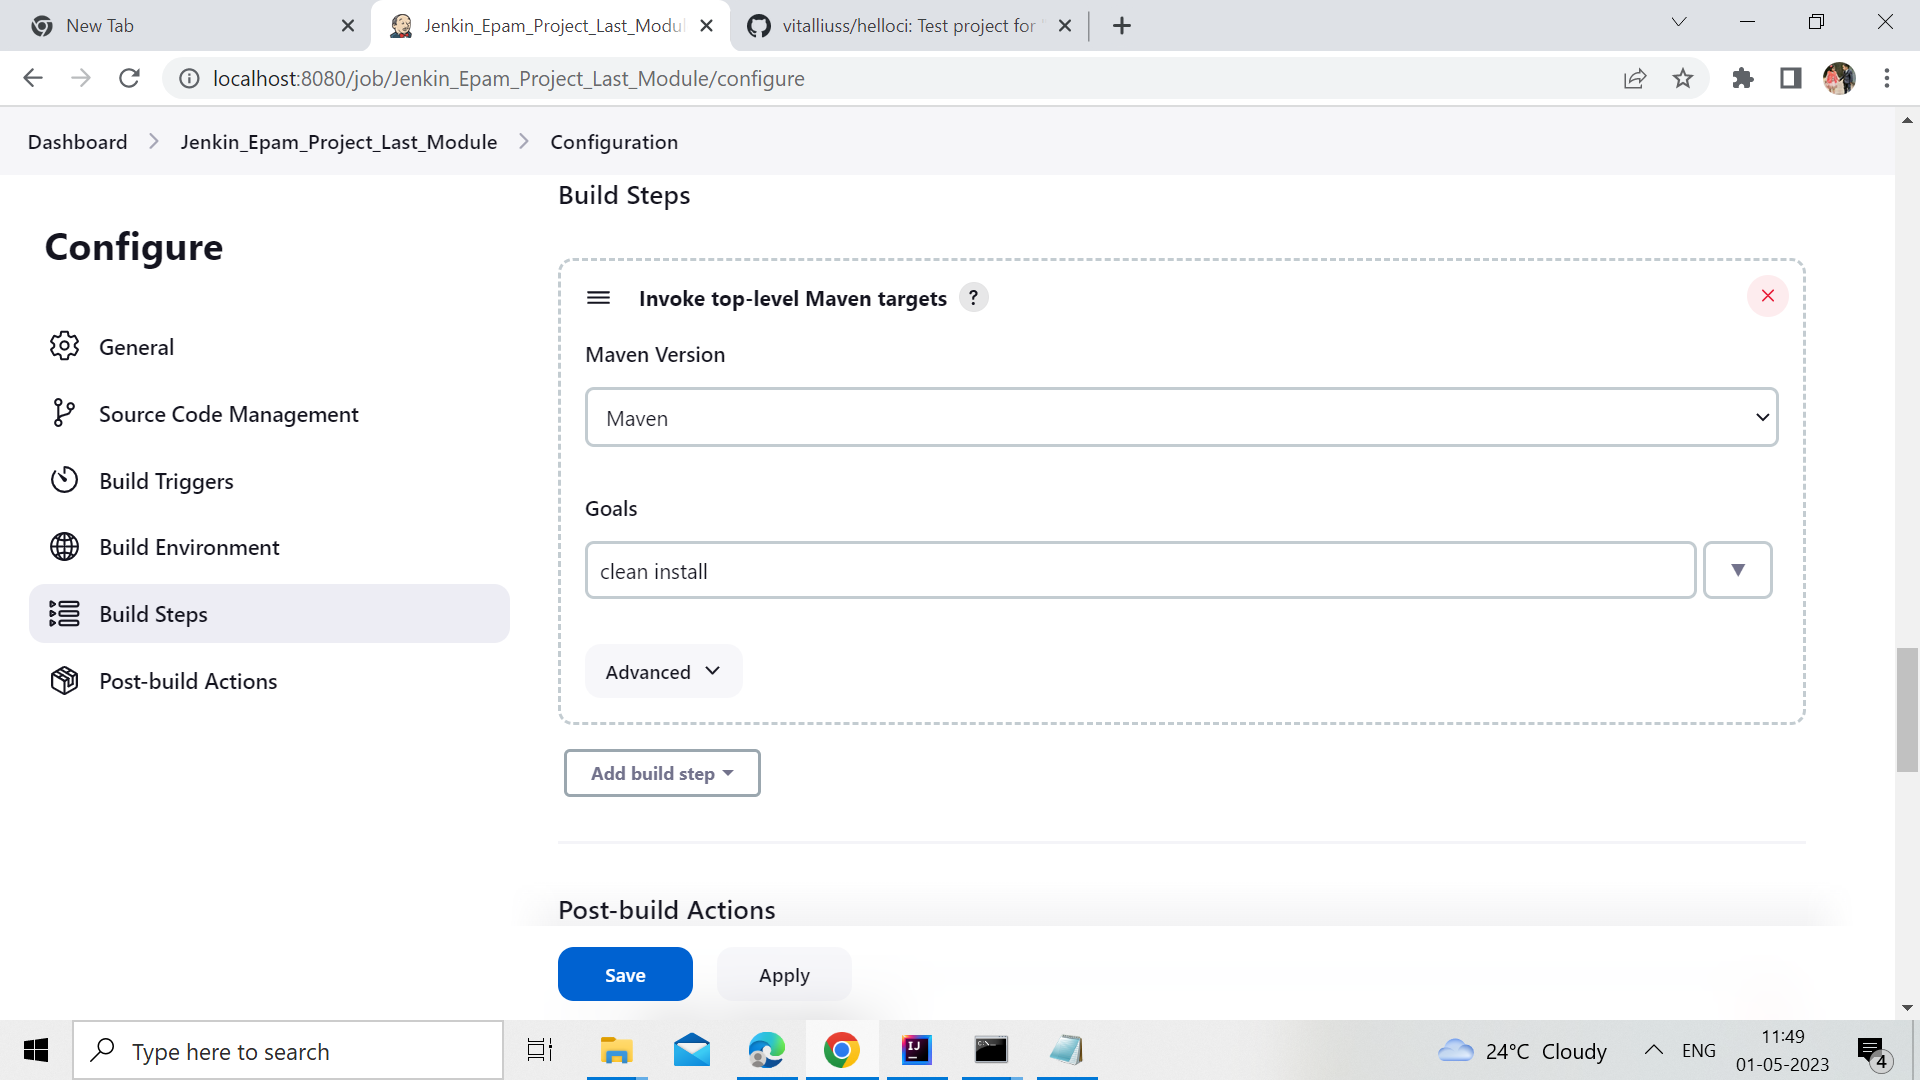 New Tab
Jenkin_Epam_Project_Last_Modul
vitalliuss/helloci: Test project for
localhost:8080/job/Jenkin_Epam_Project_Last_Module/configure
Dashboard
Jenkin_Epam_Project_Last_Module
Configuration
Configure
General
Source Code Management
Build Triggers
Build Environment
Build Steps
Post-build Actions
Build Steps
Invoke top-level Maven targets ?
Maven Version
Maven
Goals
clean install
Advanced
Add build step
Post-build Actions
Save
Apply
Type here to search
24°C Cloudy
ENG
11:49
01-05-2023
4